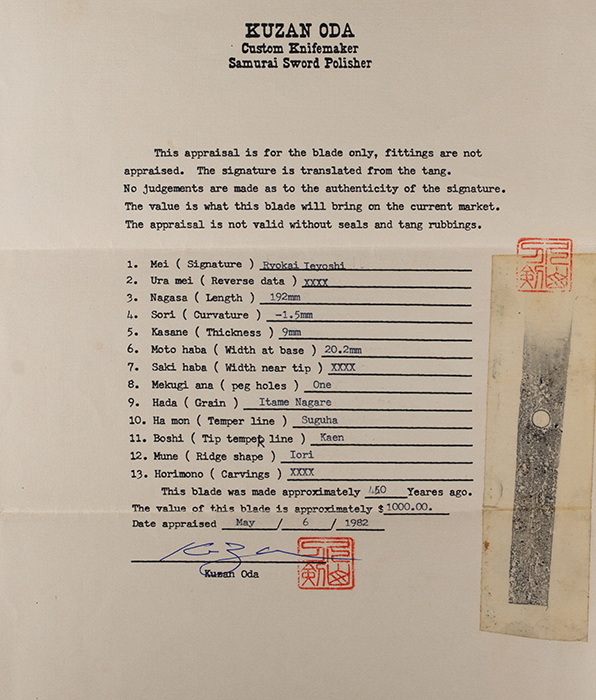 KUZAN ODA
Custom Knifemaker
Samurai Sword Polisher
This appraisal is for the blade only, fittings are not
appraised. The signature is translated from the tang.
No judgements are made as to the authenticity of the signature.
The value is what this blade will bring on the current market.
The appraisal is not valid without seals and tang rubbings.
1. Mei ( Signature ) Ryokai Ieyoshi
2. Ura mei ( Reverse data ) XXXX
3. Nagasa ( Length ) 192mm
4. Sori ( Curvature ) -1.5mm
5. Kasane ( Thickness ) 9mm
6. Moto haba ( Width at base ) 20.2mm
7. Saki haba ( Width near tip ) XXXX
8. Mekugi ana ( peg holes ) One
9. Hada ( Grain ) Itame Nagare
10. Ha mon ( Temper line ) Suguha
11. Boshi ( Tip temper line ) Kaen
12. Mune ( Ridge shape ) Iori
13. Horimono ( Carvings ) XXXX
This blade was made approximately 450 Yeares ago.
The value of this blade is approximately $1000.00.
Date appraised May / 6 / 1982
Kuzan Oda